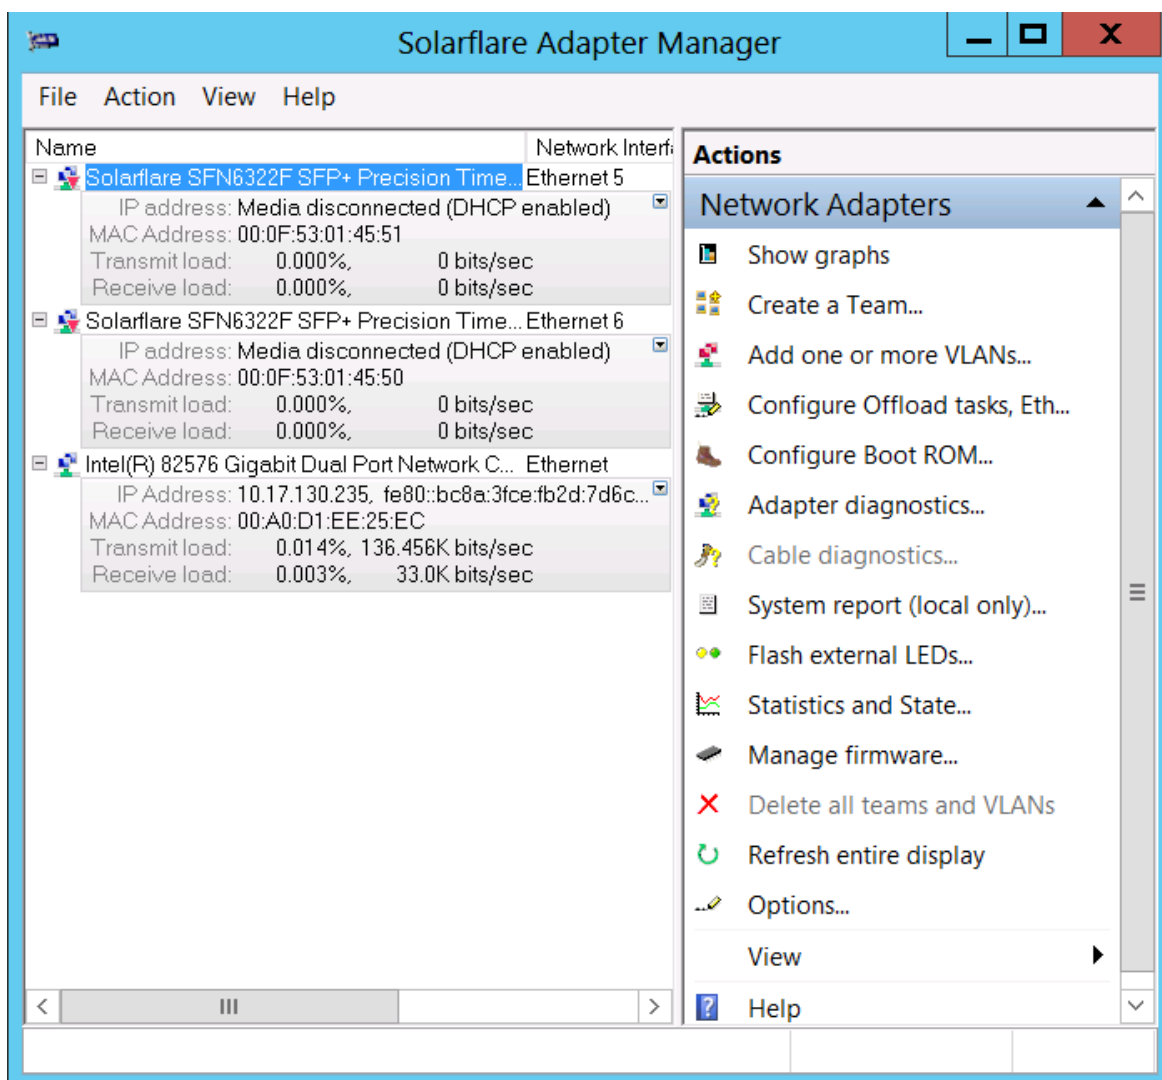 Solarflare Adapter Manager
File Action View Help
Name Network Interf
Solarflare SFN6322F SFP+ Precision Time... Ethernet 5
IP address: Media disconnected (DHCP enabled)
MAC Address: 00:0F:53:01:45:51
Transmit load: 0.000%, 0 bits/sec
Receive load: 0.000%, 0 bits/sec
Solarflare SFN6322F SFP+ Precision Time... Ethernet 6
IP address: Media disconnected (DHCP enabled)
MAC Address: 00:0F:53:01:45:50
Transmit load: 0.000%, 0 bits/sec
Receive load: 0.000%, 0 bits/sec
Intel(R) 82576 Gigabit Dual Port Network C... Ethernet
IP Address: 10.17.130.235, fe80::bc8a:3fce:fb2d:7d6c...
MAC Address: 00:A0:D1:EE:25:EC
Transmit load: 0.014%, 136.456K bits/sec
Receive load: 0.003%, 33.0K bits/sec
Actions
Network Adapters
Show graphs
Create a Team...
Add one or more VLANs...
Configure Offload tasks, Eth...
Configure Boot ROM...
Adapter diagnostics...
Cable diagnostics...
System report (local only)...
Flash external LEDs...
Statistics and State...
Manage firmware...
Delete all teams and VLANs
Refresh entire display
Options...
View
Help